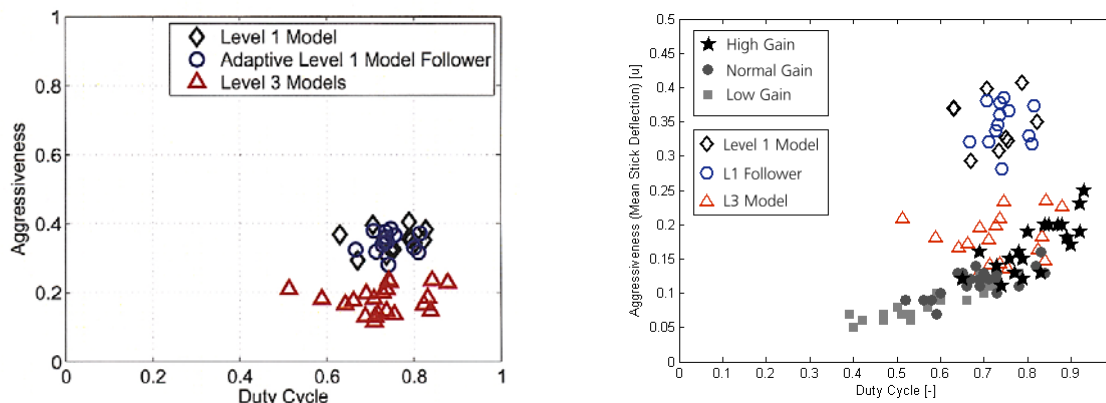 Level 1 Model
Adaptive Level 1 Model Follower
Level 3 Models
1
0.8
0.6
0.4
0.2
0
Aggressiveness
0
0.2
0.4
0.6
0.8
1
Duty Cycle
High Gain
Normal Gain
Low Gain
Level 1 Model
L1 Follower
L3 Model
0.5
0.45
0.4
0.35
0.3
0.25
0.2
0.15
0.1
0.05
0
Aggressiveness (Mean Stick Deflection) [u]
0
0.1
0.2
0.3
0.4
0.5
0.6
0.7
0.8
0.9
Duty Cycle [-]